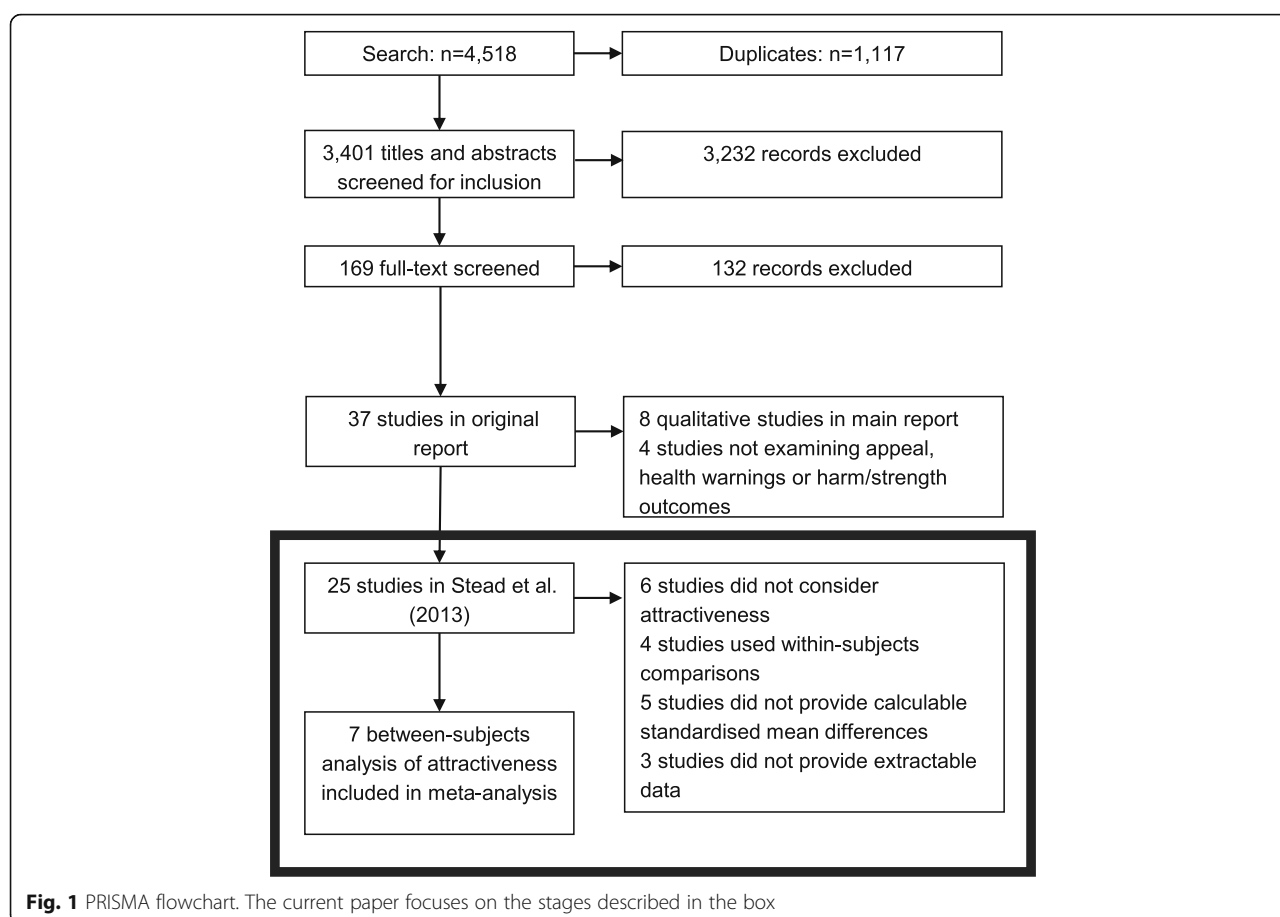 Search: n=4,518
Duplicates: n=1,117
3,401 titles and abstracts
screened for inclusion
3,232 records excluded
169 full-text screened
132 records excluded
37 studies in original
report
8 qualitative studies in main report
4 studies not examining appeal,
health warnings or harm/strength
outcomes
25 studies in Stead et al.
(2013)
6 studies did not consider
attractiveness
4 studies used within-subjects
comparisons
5 studies did not provide calculable
standardised mean differences
3 studies did not provide extractable
data
7 between-subjects
analysis of attractiveness
included in meta-analysis
Fig. 1 PRISMA flowchart. The current paper focuses on the stages described in the box